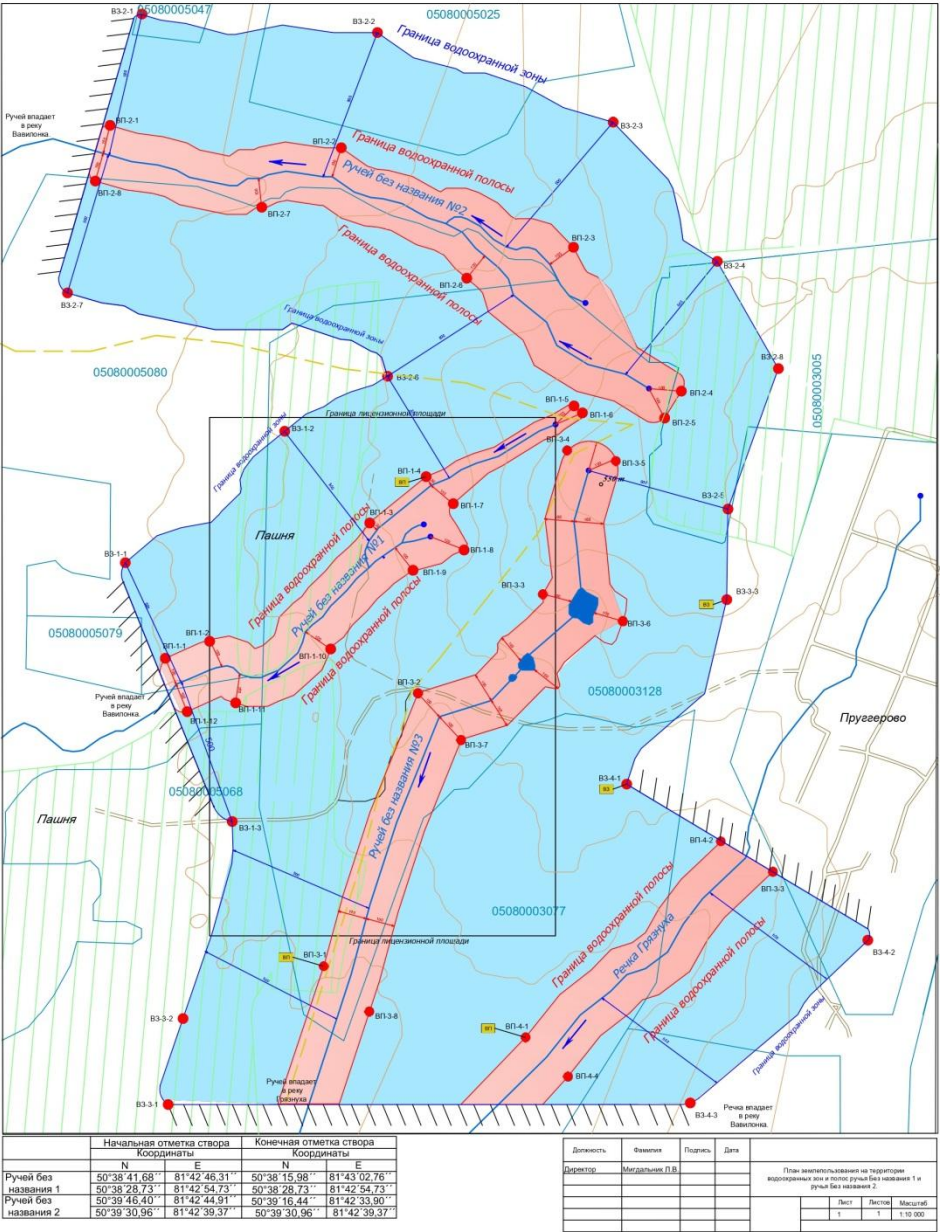 ВЗ-2-1
05080005047
ВЗ-2-2
05080005025
Граница водоохранной зоны
Ручей впадает
в реку
Вавилонка.
ВП-2-1
ВП-2-2
ВЗ-2-3
Граница водоохранной полосы
Ручей без названия №2
ВП-2-8
ВП-2-7
Граница водоохранной полосы
ВП-2-3
ВП-2-6
ВЗ-2-4
ВЗ-2-7
Граница водоохранной зоны
05080005080
ВЗ-2-6
ВЗ-2-8
05080003005
ВП-2-4
ВП-2-5
ВП-1-5
ВП-1-6
Граница лицензионной площади
ВЗ-1-2
Граница водоохранной зоны
ВП-3-4
ВП-3-5
ВП-1-4
ВП
ВП-1-7
ВЗ-2-5
ВП-1-3
Пашня
Граница водоохранной полосы
Ручей без названия №1
ВП-1-8
ВП-1-9
ВЗ-1-1
ВП-3-3
ВЗ-3-3
ВЗ
ВП-3-6
05080005079
ВП-1-2
ВП-1-1
ВП-1-10
Граница водоохранной полосы
Ручей впадает
в реку
Вавилонка.
ВП-1-11
ВП-1-12
500
ВП-3-2
05080003128
Пруггерово
ВП-3-7
Ручей без названия №3
05080005068
ВЗ-4-1
ВЗ
Пашня
ВЗ-1-3
ВП-4-2
ВП-3-3
Граница водоохранной полосы
Речка Грязнуха
Граница водоохранной полосы
05080003077
Граница лицензионной площади
ВЗ-4-2
ВП-3-1
ВП
ВЗ-3-2
ВП-3-8
ВП
ВП-4-1
ВП-4-4
Граница водоохранной зоны
Ручей впадает
в реку
Грязнуха
ВЗ-3-1
ВЗ-4-3
Речка впадает
в реку
Вавилонка.
Начальная отметка створа Конечная отметка створа
Координаты Координаты
N E N E
Ручей без 50°38´41,68´´ 81°42´46,31´´ 50°38´15,98´´ 81°43´02,76´´
названия 1 50°38´28,73´´ 81°42´54,73´´ 50°38´28,73´´ 81°42´54,73´´
Ручей без 50°39´46,40´´ 81°42´44,91´´ 50°39´16,44´´ 81°42´33,90´´
названия 2 50°39´30,96´´ 81°42´39,37´´ 50°39´30,96´´ 81°42´39,37´´
Должность Фамилия Подпись Дата
Директор Мигдальник Л.В.
План землепользования на территории
водоохранных зон и полос ручья Без названия 1 и
ручья Без названия 2.
Лист Листов Масштаб
1 1 1:10 000